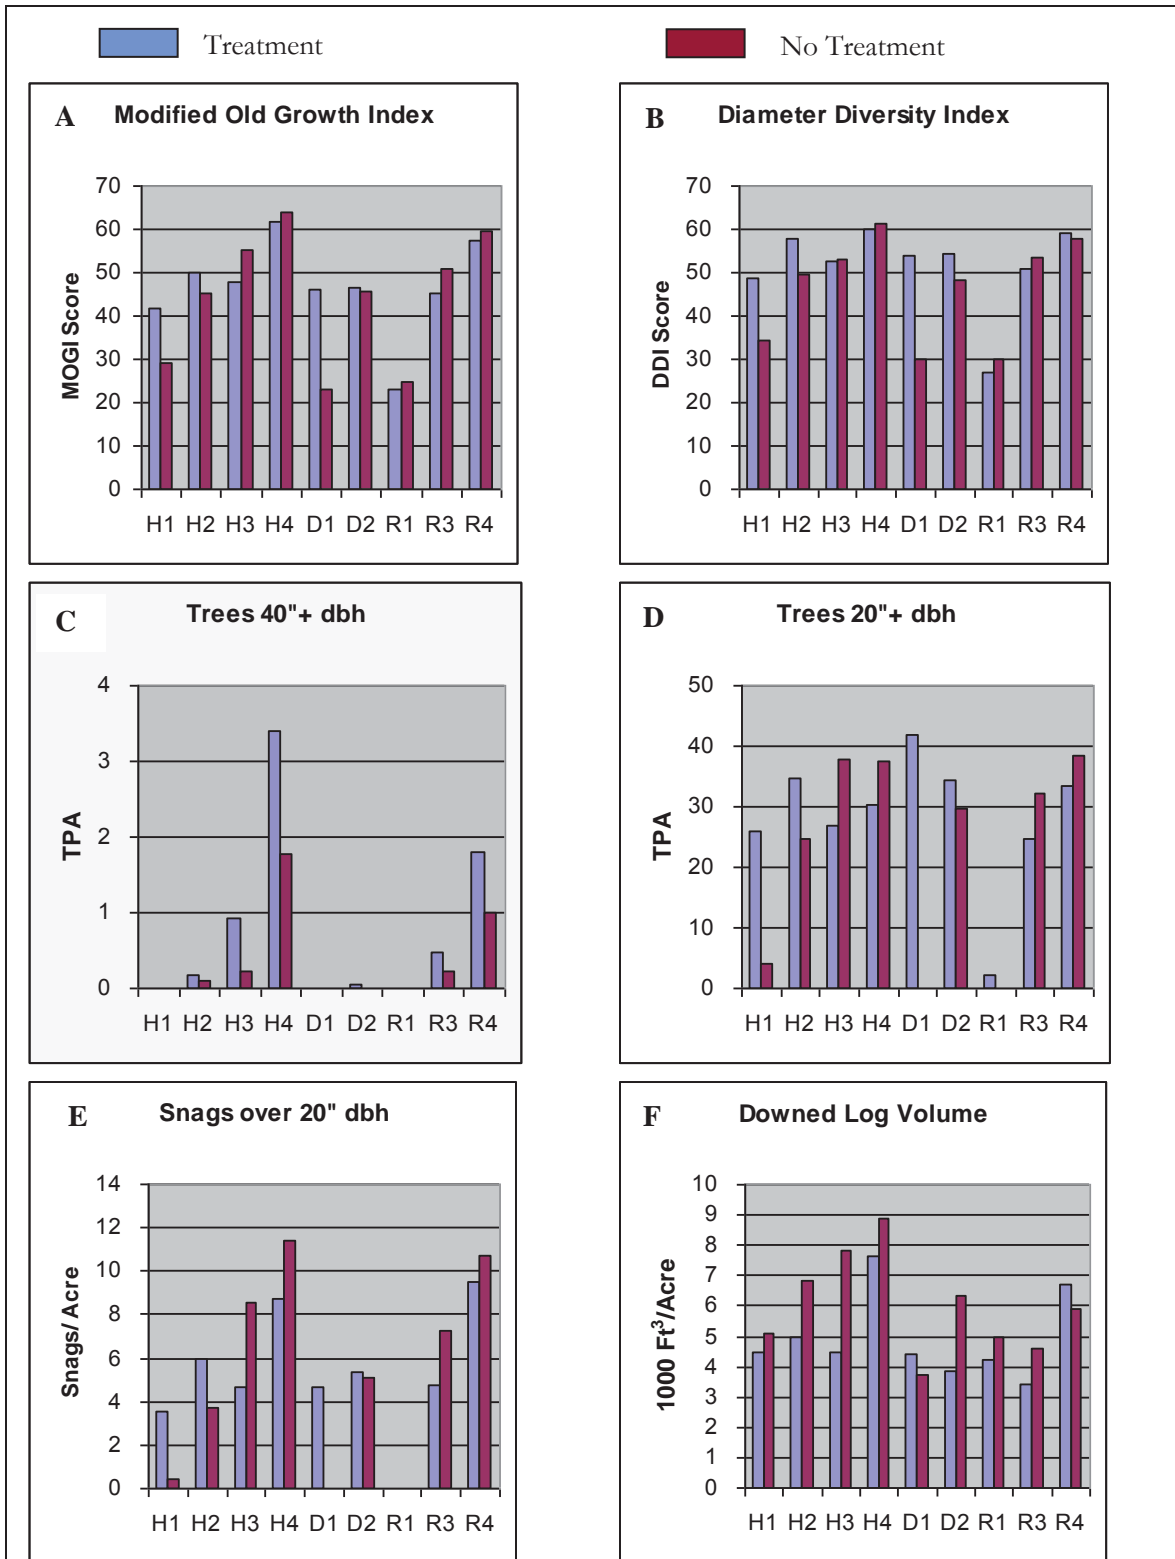 Treatment
No Treatment
A Modified Old Growth Index
MOGI Score
70
60
50
40
30
20
10
0
H1 H2 H3 H4 D1 D2 R1 R3 R4
B Diameter Diversity Index
DDI Score
70
60
50
40
30
20
10
0
H1 H2 H3 H4 D1 D2 R1 R3 R4
C Trees 40"+ dbh
TPA
4
3
2
1
0
H1 H2 H3 H4 D1 D2 R1 R3 R4
D Trees 20"+ dbh
TPA
50
40
30
20
10
0
H1 H2 H3 H4 D1 D2 R1 R3 R4
E Snags over 20" dbh
Snags/ Acre
14
12
10
8
6
4
2
0
H1 H2 H3 H4 D1 D2 R1 R3 R4
F Downed Log Volume
1000 Ft³/Acre
10
9
8
7
6
5
4
3
2
1
0
H1 H2 H3 H4 D1 D2 R1 R3 R4